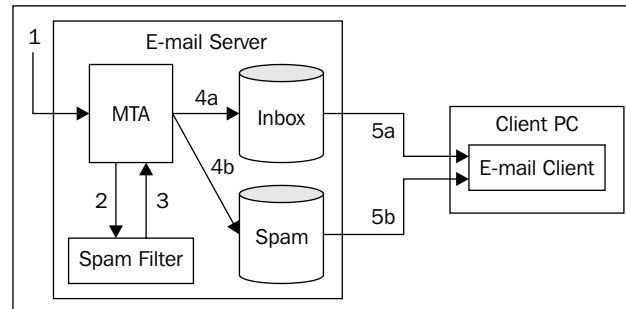 1
E-mail Server
MTA
4a
Inbox
4b
2
3
Spam Filter
Spam
5a
5b
Client PC
E-mail Client